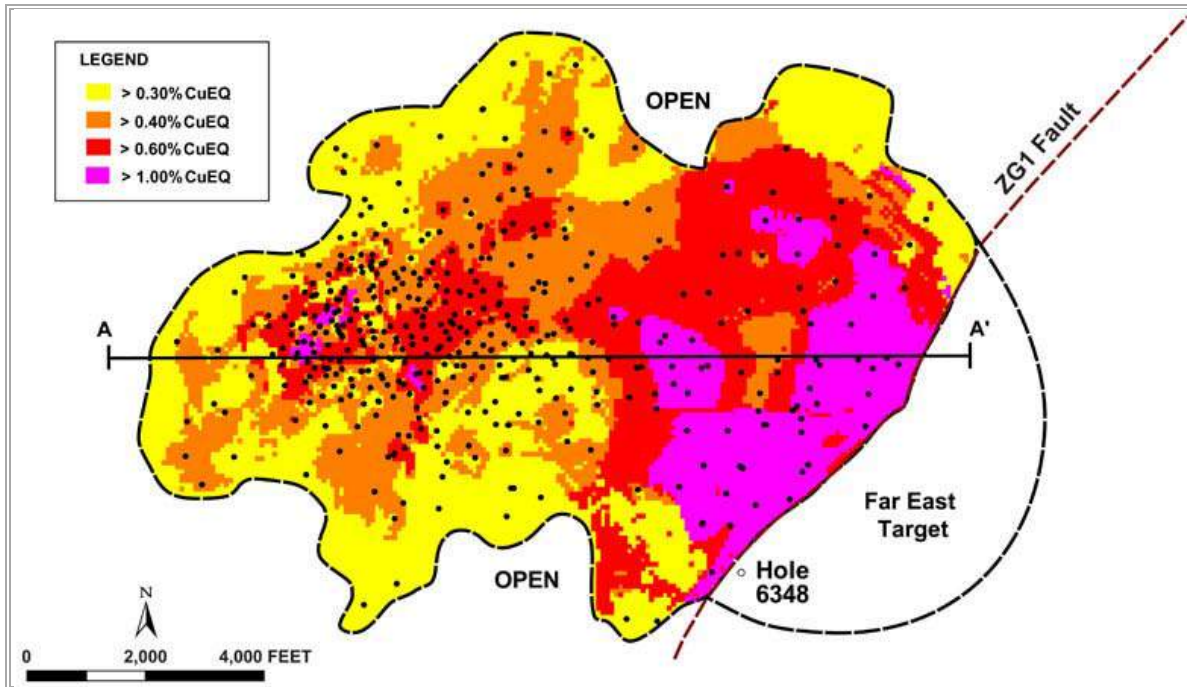 LEGEND
> 0.30% CuEQ
> 0.40% CuEQ
> 0.60% CuEQ
> 1.00% CuEQ
OPEN
ZG1 Fault
A
A'
Far East
Target
OPEN
Hole
6348
N
0 2,000 4,000 FEET